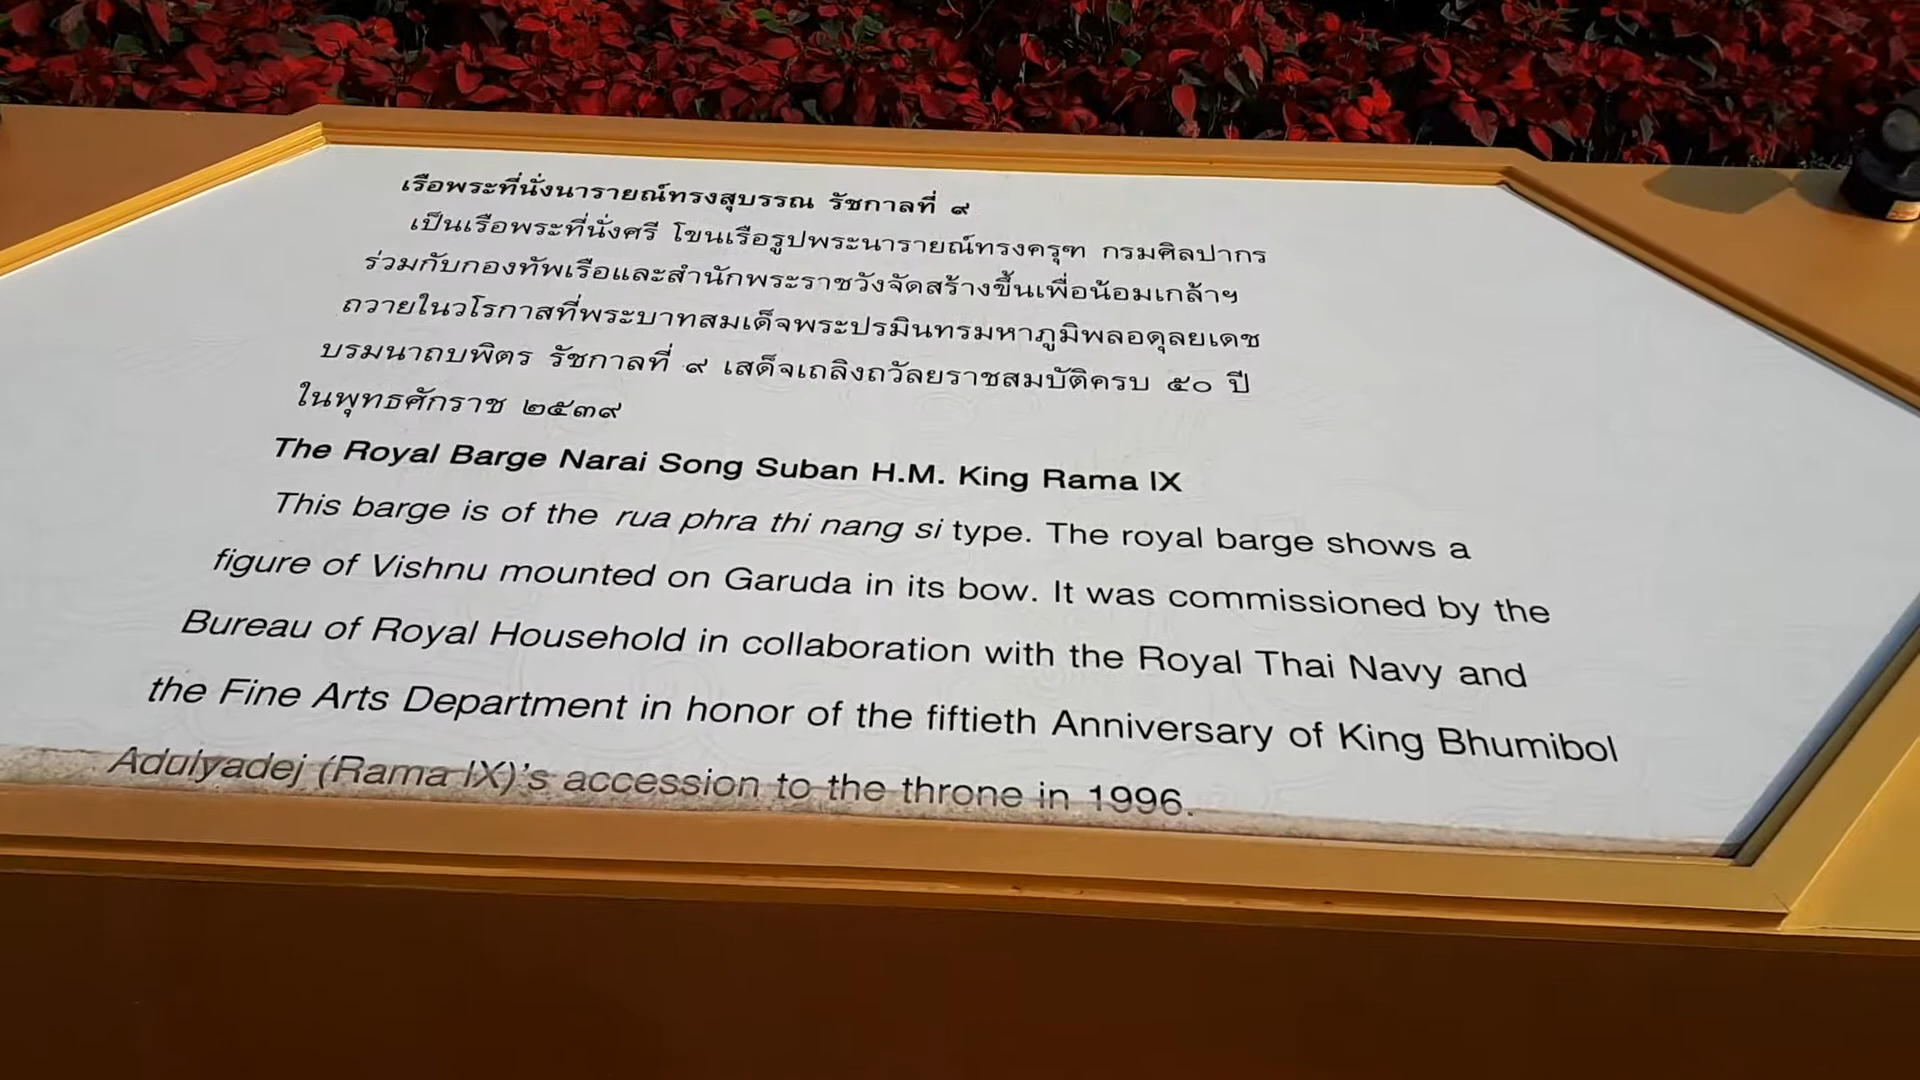 เรือพระที่นั่งนารายณ์ทรงสุบรรณ รัชกาลที่ ๙
เป็นเรือพระที่นั่งศรี โขนเรือรูปพระนารายณ์ทรงครุฑ กรมศิลปากร
ร่วมกับกองทัพเรือและสำนักพระราชวังจัดสร้างขึ้นเพื่อน้อมเกล้าฯ
ถวายในวโรกาสที่พระบาทสมเด็จพระปรมินทรมหาภูมิพลอดุลยเดช
บรมนาถบพิตร รัชกาลที่ ๙ เสด็จเถลิงถวัลยราชสมบัติครบ ๕๐ ปี
ในพุทธศักราช ๒๕๓๙
The Royal Barge Narai Song Suban H.M. King Rama IX
This barge is of the rua phra thi nang si type. The royal barge shows a
figure of Vishnu mounted on Garuda in its bow. It was commissioned by the
Bureau of Royal Household in collaboration with the Royal Thai Navy and
the Fine Arts Department in honor of the fiftieth Anniversary of King Bhumibol
Adulyadej (Rama IX)'s accession to the throne in 1996.